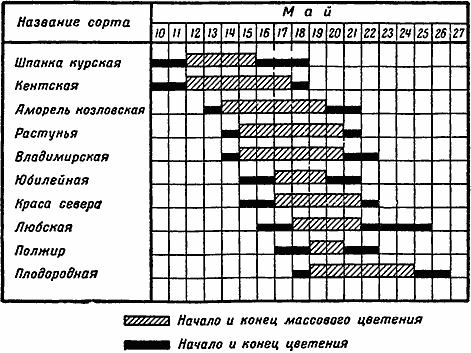 Название сорта
Май
10 11 12 13 14 15 16 17 18 19 20 21 22 23 24 25 26 27
Шпанка курская
Кентская
Аморель козловская
Растунья
Владимирская
Юбилейная
Краса севера
Любская
Полжир
Плодородная
Начало и конец массового цветения
Начало и конец цветения